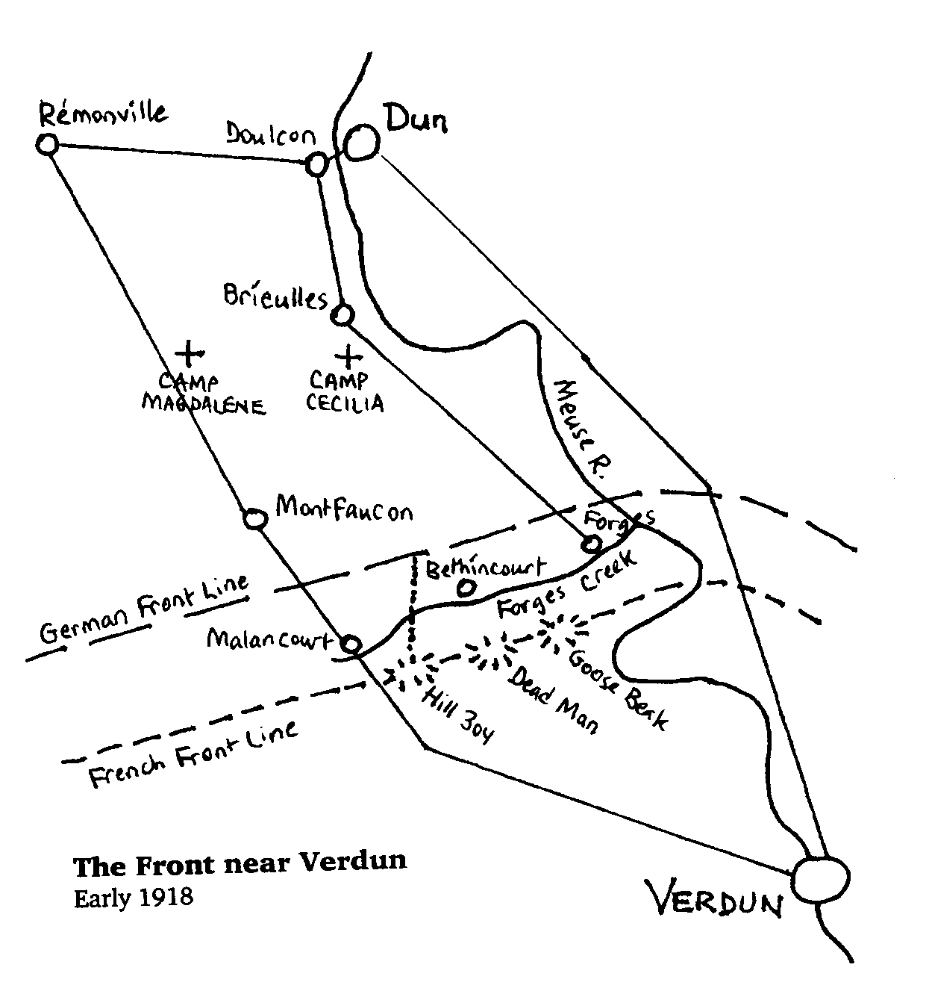 Rémonville
Doulcon
Dun
Brieulles
CAMP
MAGDALENE
CAMP
CECILIA
Meuse R.
Montfaucon
Forges
Bethincourt
Forges Creek
German Front Line
Malancourt
Goose Beak
Dead Man
Hill 304
French Front Line
The Front near Verdun
Early 1918
VERDUN